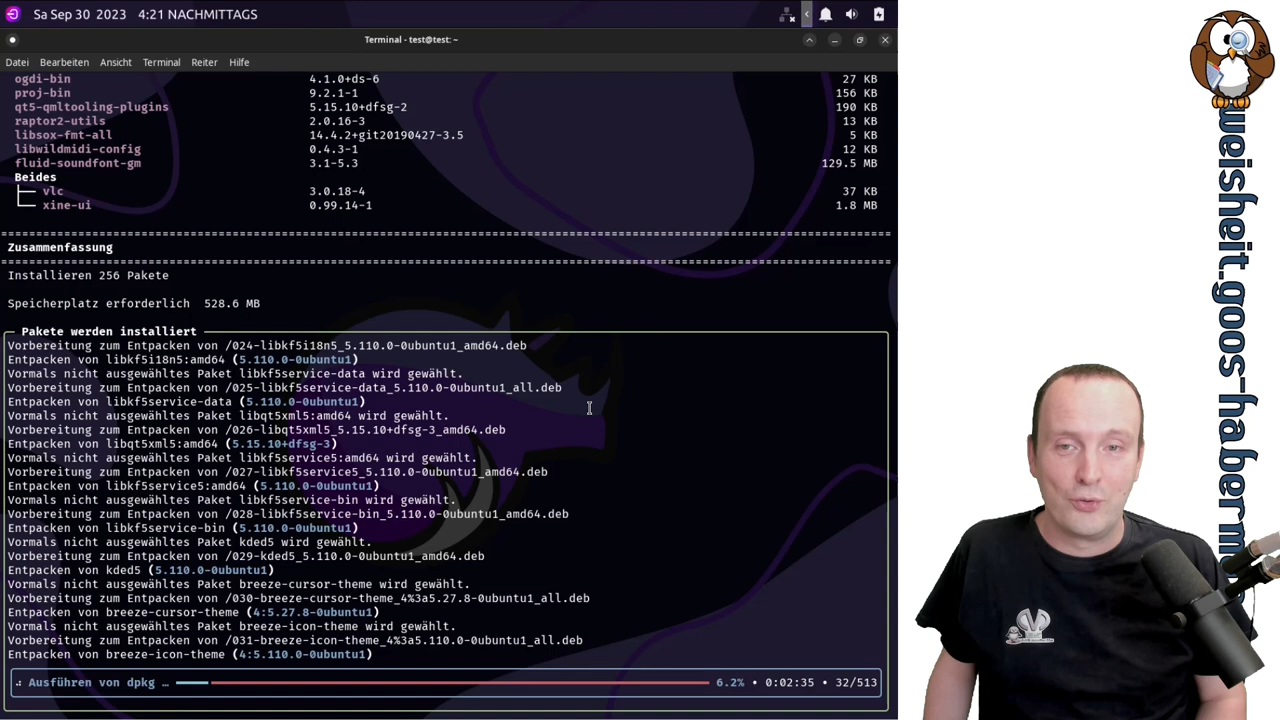 Sa Sep 30 2023 4:21 NACHMITTAGS
Terminal - test@test: ~
Datei Bearbeiten Ansicht Terminal Reiter Hilfe
ogdi-bin 4.1.0+ds-6 27 KB
proj-bin 9.2.1-1 156 KB
qt5-qmltooling-plugins 5.15.10+dfsg-2 190 KB
raptor2-utils 2.0.16-3 13 KB
libsox-fmt-all 14.4.2+git20190427-3.5 5 KB
libwildmidi-config 0.4.3-1 12 KB
fluid-soundfont-gm 3.1-5.3 129.5 MB
Beides
├── vlc 3.0.18-4 37 KB
└── xine-ui 0.99.14-1 1.8 MB
Zusammenfassung
Installieren 256 Pakete
Speicherplatz erforderlich 528.6 MB
Pakete werden installiert
Vorbereitung zum Entpacken von /024-libkf5i18n5_5.110.0-0ubuntu1_amd64.deb
Entpacken von libkf5i18n5:amd64 (5.110.0-0ubuntu1)
Vormals nicht ausgewähltes Paket libkf5service-data wird gewählt.
Vorbereitung zum Entpacken von /025-libkf5service-data_5.110.0-0ubuntu1_all.deb
Entpacken von libkf5service-data (5.110.0-0ubuntu1)
Vormals nicht ausgewähltes Paket libqt5xml5:amd64 wird gewählt.
Vorbereitung zum Entpacken von /026-libqt5xml5_5.15.10+dfsg-3_amd64.deb
Entpacken von libqt5xml5:amd64 (5.15.10+dfsg-3)
Vormals nicht ausgewähltes Paket libkf5service5:amd64 wird gewählt.
Vorbereitung zum Entpacken von /027-libkf5service5_5.110.0-0ubuntu1_amd64.deb
Entpacken von libkf5service5:amd64 (5.110.0-0ubuntu1)
Vormals nicht ausgewähltes Paket libkf5service-bin wird gewählt.
Vorbereitung zum Entpacken von /028-libkf5service-bin_5.110.0-0ubuntu1_amd64.deb
Entpacken von libkf5service-bin (5.110.0-0ubuntu1)
Vormals nicht ausgewähltes Paket kded5 wird gewählt.
Vorbereitung zum Entpacken von /029-kded5_5.110.0-0ubuntu1_amd64.deb
Entpacken von kded5 (5.110.0-0ubuntu1)
Vormals nicht ausgewähltes Paket breeze-cursor-theme wird gewählt.
Vorbereitung zum Entpacken von /030-breeze-cursor-theme_4%3a5.27.8-0ubuntu1_all.deb
Entpacken von breeze-cursor-theme (4:5.27.8-0ubuntu1)
Vormals nicht ausgewähltes Paket breeze-icon-theme wird gewählt.
Vorbereitung zum Entpacken von /031-breeze-icon-theme_4%3a5.110.0-0ubuntu1_all.deb
Entpacken von breeze-icon-theme (4:5.110.0-0ubuntu1)
Ausführen von dpkg … 6.2% • 0:02:35 • 32/513